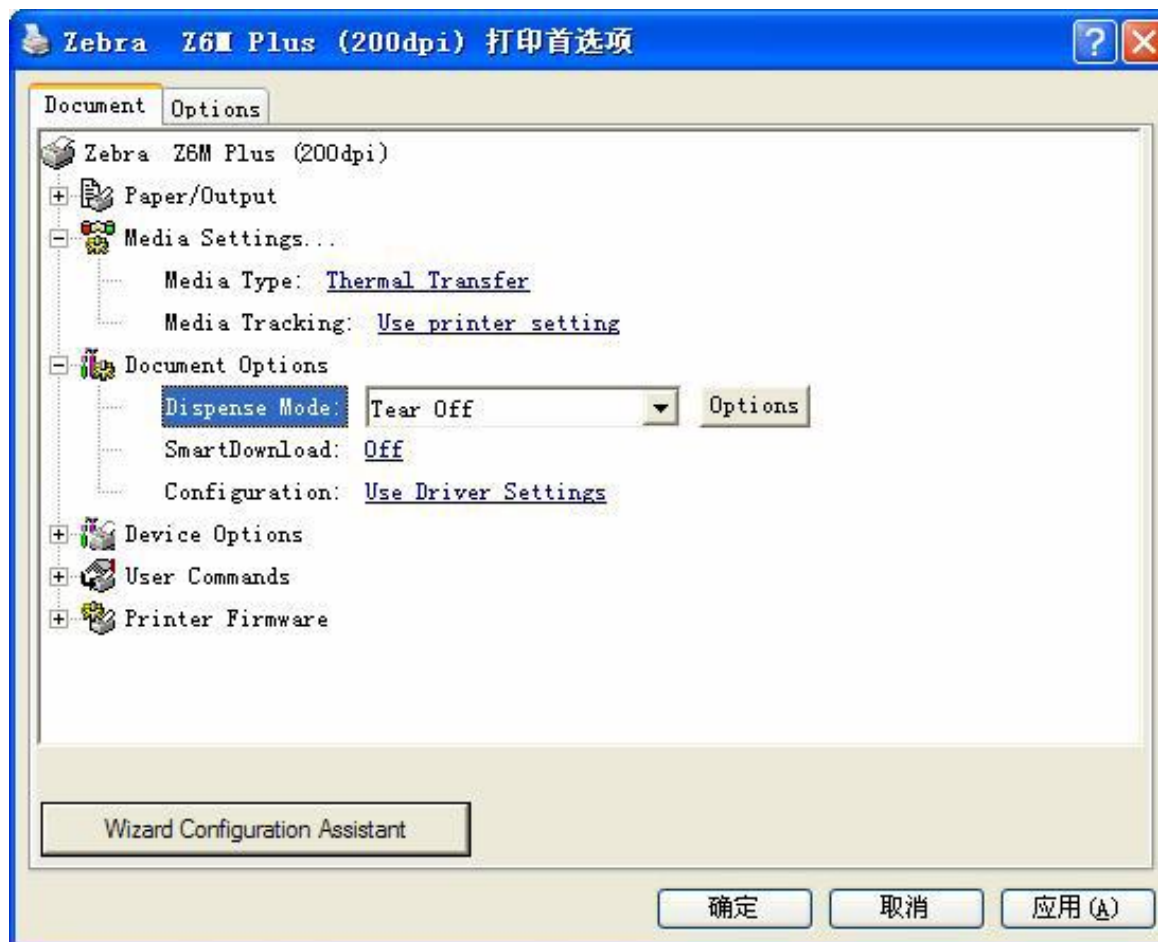 Zebra Z6M Plus (200dpi) 打印首选项
Document Options
Zebra Z6M Plus (200dpi)
Paper/Output
Media Settings...
Media Type: Thermal Transfer
Media Tracking: Use printer setting
Document Options
Dispense Mode: Tear Off Options
SmartDownload: Off
Configuration: Use Driver Settings
Device Options
User Commands
Printer Firmware
Wizard Configuration Assistant
确定 取消 应用(A)